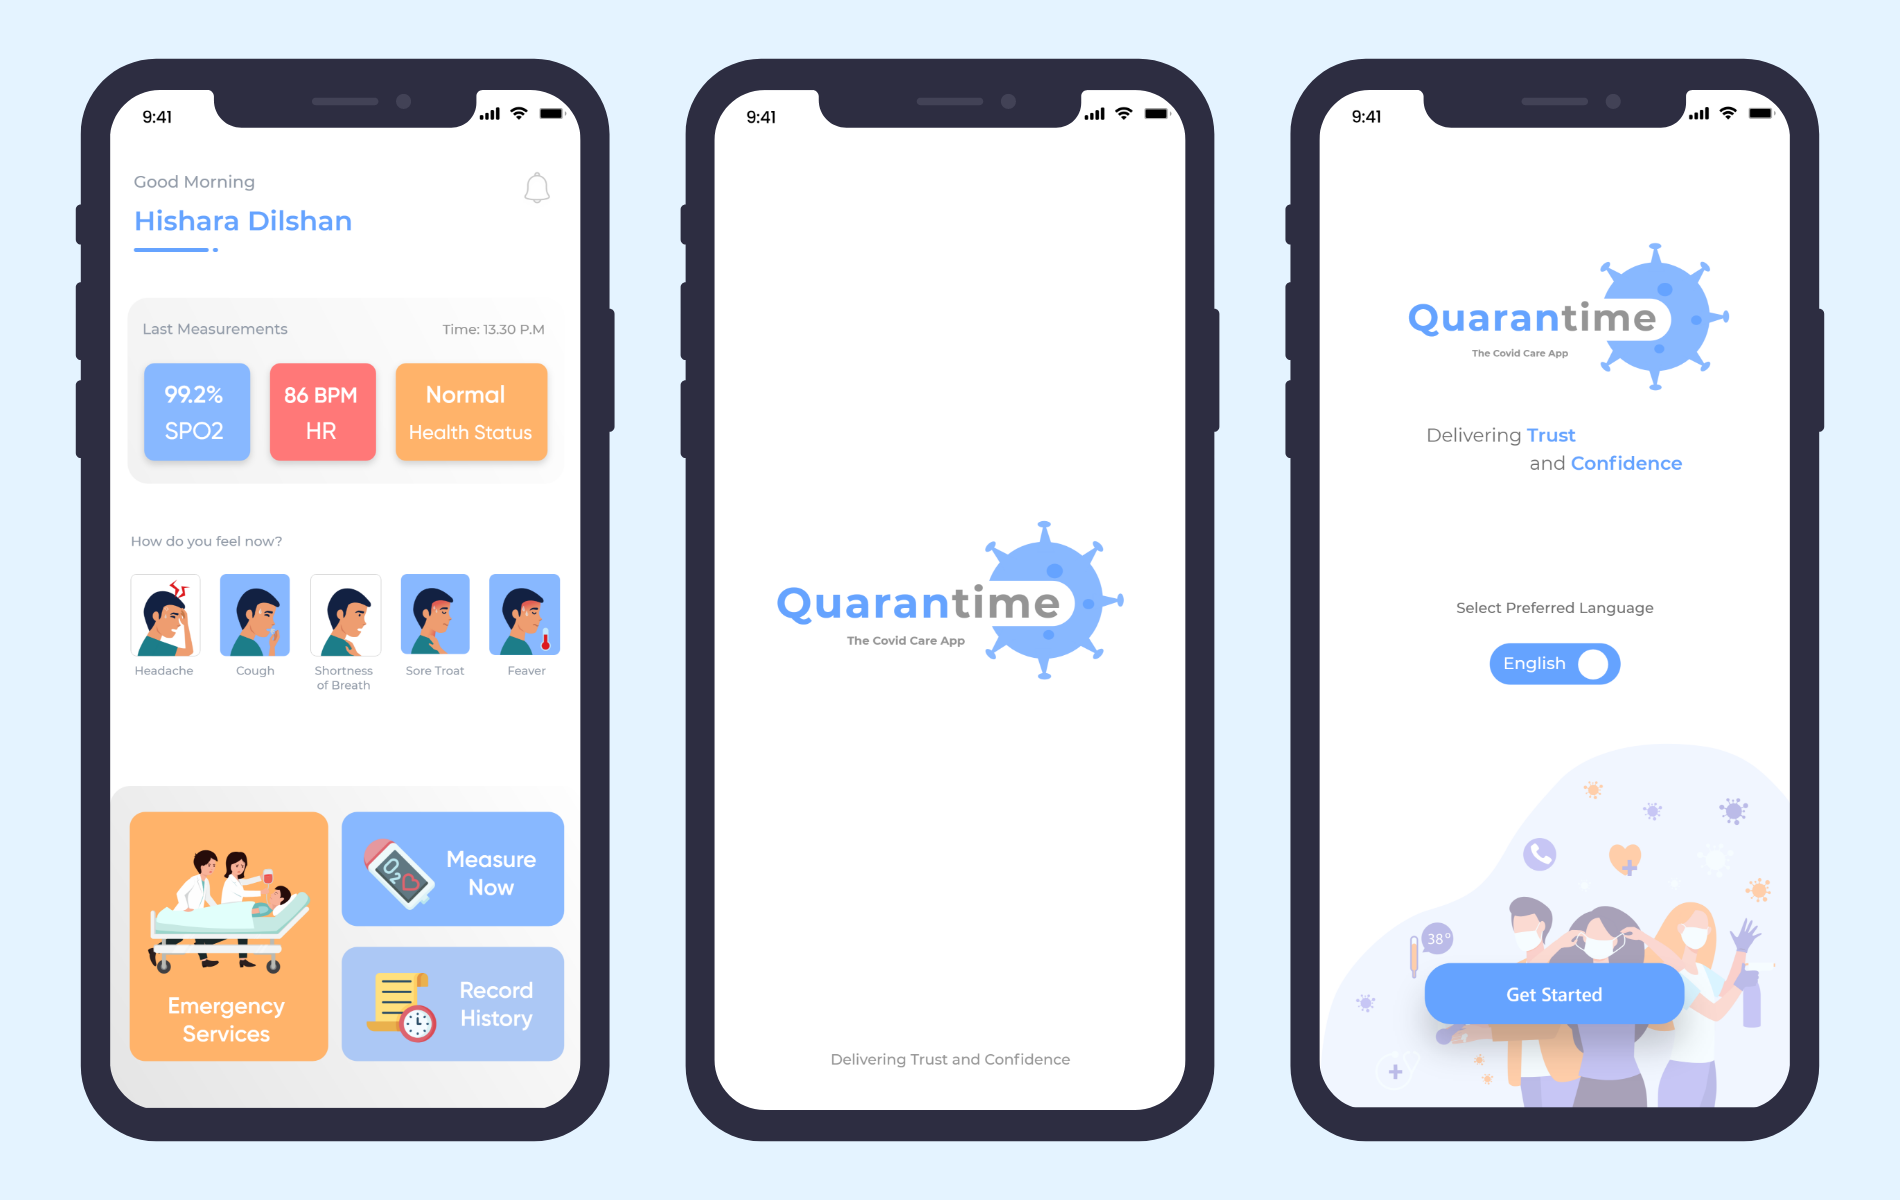 9:41
Good Morning
Hishara Dilshan
Last Measurements
Time: 13.30 P.M
99.2%
SPO2
86 BPM
HR
Normal
Health Status
How do you feel now?
Headache
Cough
Shortness
of Breath
Sore Troat
Feaver
O2
Emergency
Services
Measure
Now
Record
History
9:41
Quarantime
The Covid Care App
Delivering Trust and Confidence
9:41
Quarantime
The Covid Care App
Delivering Trust
and Confidence
Select Preferred Language
English
38°
Get Started